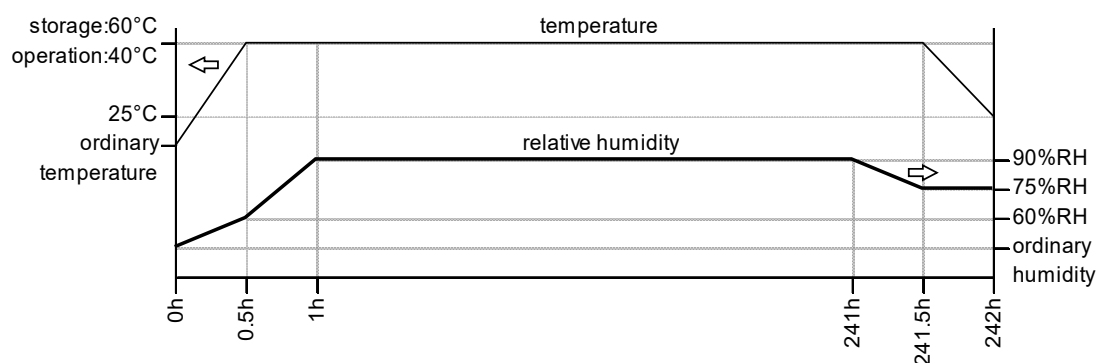 storage:60°C
operation:40°C
25°C
ordinary
temperature
temperature
relative humidity
90%RH
75%RH
60%RH
ordinary
humidity
0h
0.5h
1h
241h
241.5h
242h